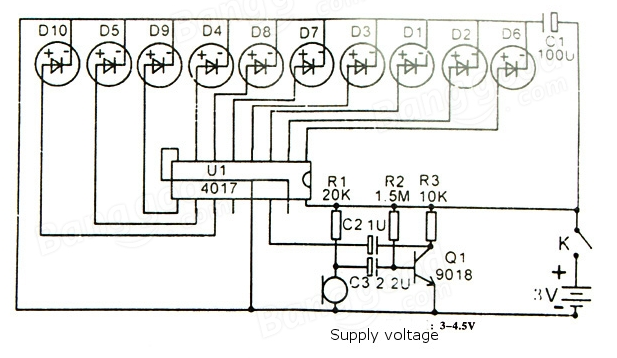 D10 D5 D9 D4 D8 D7 D3 D1 D2 D6
C1
100U
U1
4017
R1 R2 R3
20K 1.5M 10K
C2 1U
K
Q1
9018
C3 2.2U
3V
: 3-4.5V
Supply voltage